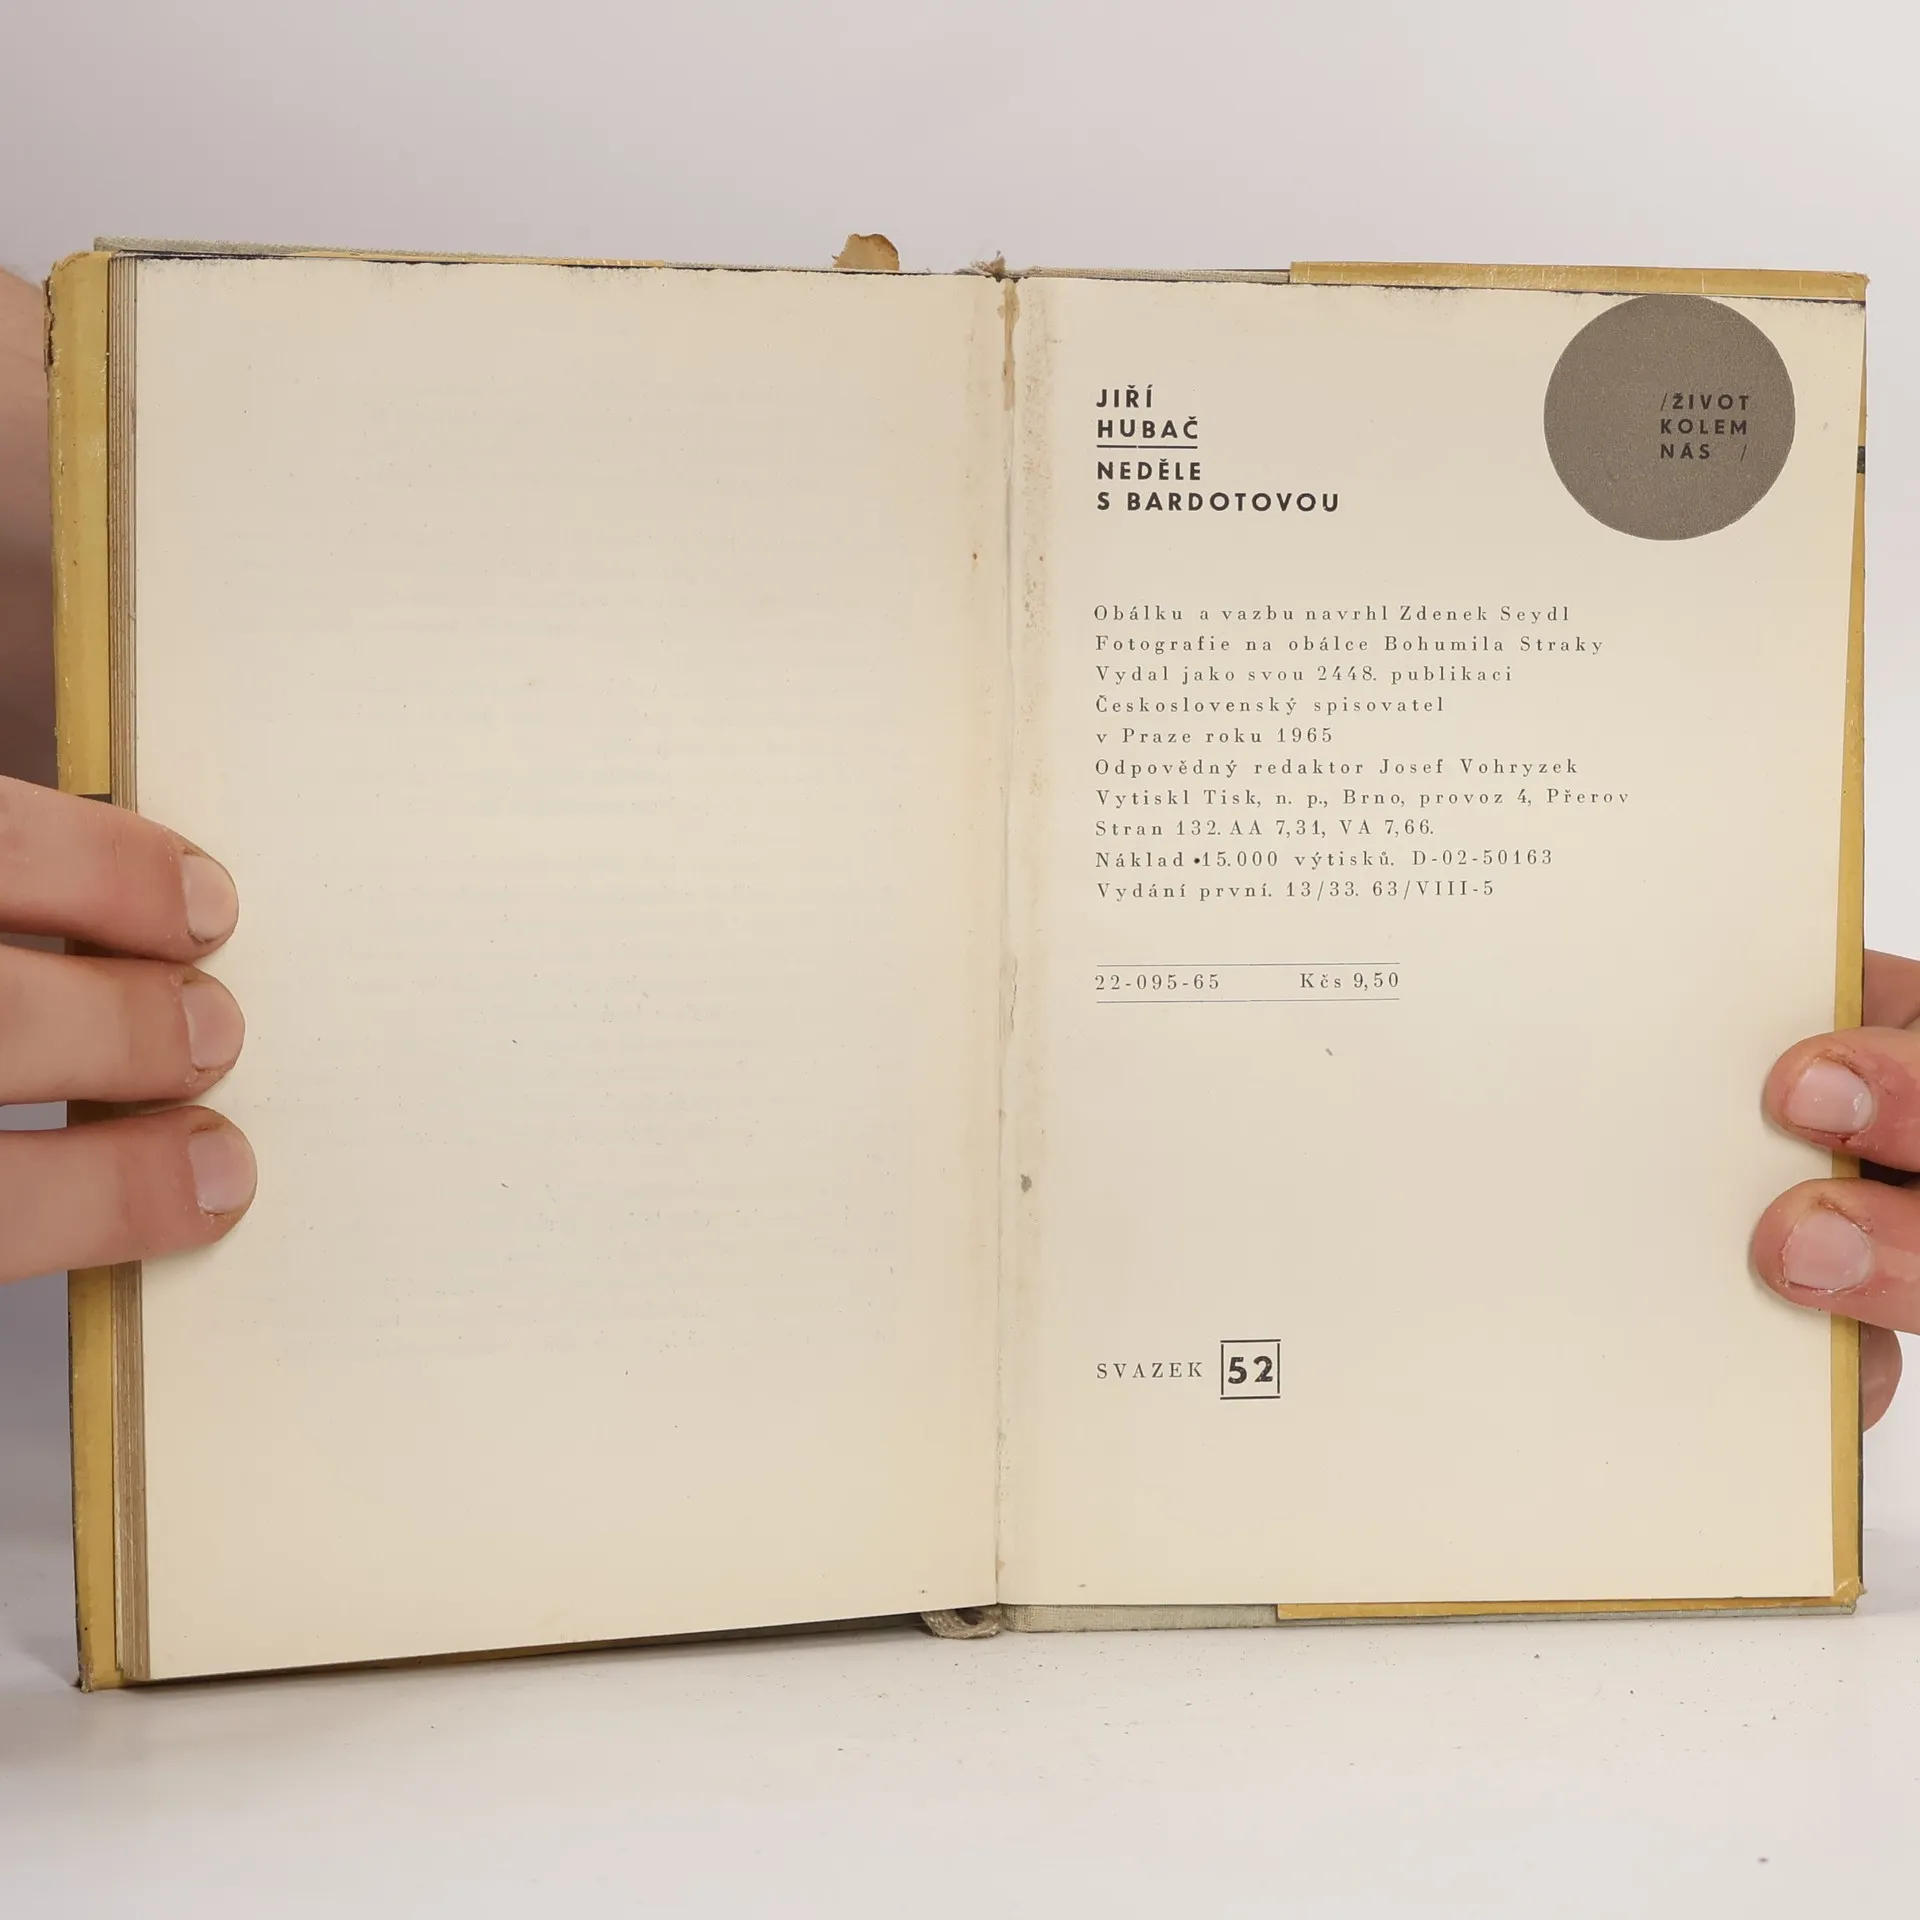 JIŘÍ
HUBAČ
NEDĚLE
S BARDOTOVOU
/ŽIVOT
KOLEM
NÁS /
Obálku a vazbu navrhl Zdenek Seydl
Fotografie na obálce Bohumila Straky
Vydal jako svou 2448. publikaci
Československý spisovatel
v Praze roku 1965
Odpovědný redaktor Josef Vohryzek
Vytiskl Tisk, n. p., Brno, provoz 4, Přerov
Stran 132. AA 7,31, VA 7,66.
Náklad 15.000 výtisků. D-02-50163
Vydání první. 13/33. 63/VIII-5
22-095-65 Kčs 9,50
SVAZEK 52